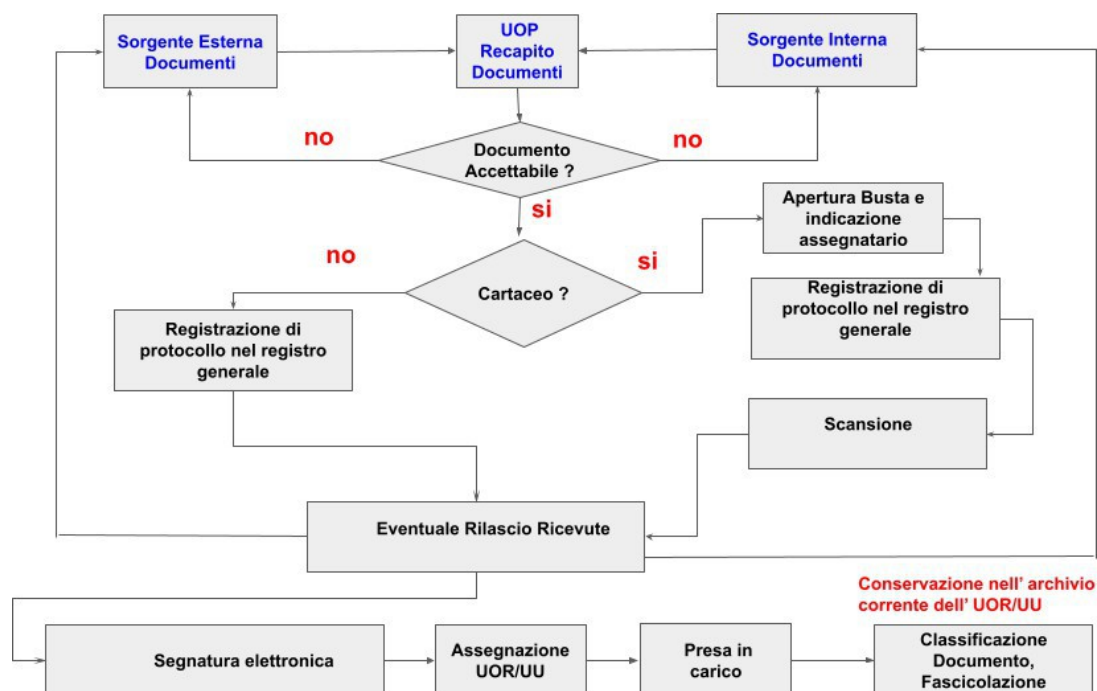 Sorgente Esterna
Documenti
UOP
Recapito
Documenti
Sorgente Interna
Documenti
no
Documento
Accettabile ?
no
si
Apertura Busta e
indicazione
assegnatario
no
si
Cartaceo ?
Registrazione di
protocollo nel registro
generale
Registrazione di
protocollo nel registro
generale
Scansione
Eventuale Rilascio Ricevute
Conservazione nell' archivio
corrente dell' UOR/UU
Segnatura elettronica
Assegnazione
UOR/UU
Presa in
carico
Classificazione
Documento,
Fascicolazione